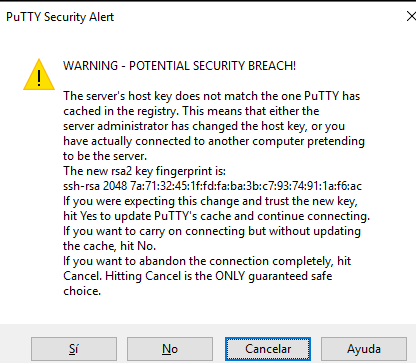 PuTTY Security Alert
WARNING - POTENTIAL SECURITY BREACH!
The server's host key does not match the one PuTTY has
cached in the registry. This means that either the
server administrator has changed the host key, or you
have actually connected to another computer pretending
to be the server.
The new rsa2 key fingerprint is:
ssh-rsa 2048 7a:71:32:45:1f:fd:fa:ba:3b:c7:93:74:91:1a:f6:ac
If you were expecting this change and trust the new key,
hit Yes to update PuTTY's cache and continue connecting.
If you want to carry on connecting but without updating
the cache, hit No.
If you want to abandon the connection completely, hit
Cancel. Hitting Cancel is the ONLY guaranteed safe
choice.
Sí No Cancelar Ayuda